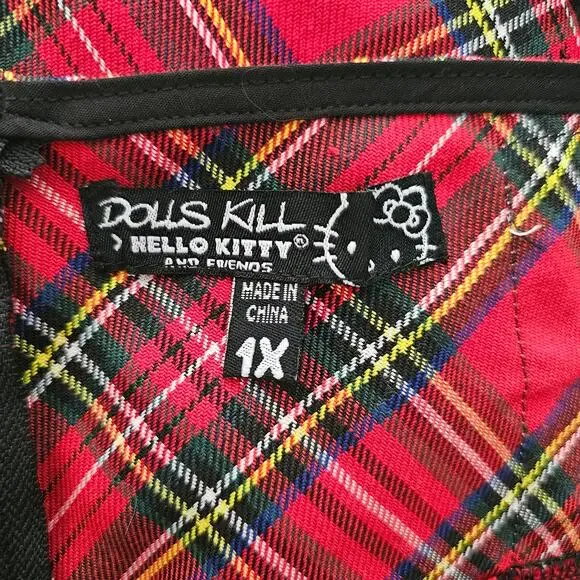 DOLLS KILL
> HELLO KITTY®
AND FRIENDS
MADE IN
CHINA
1X